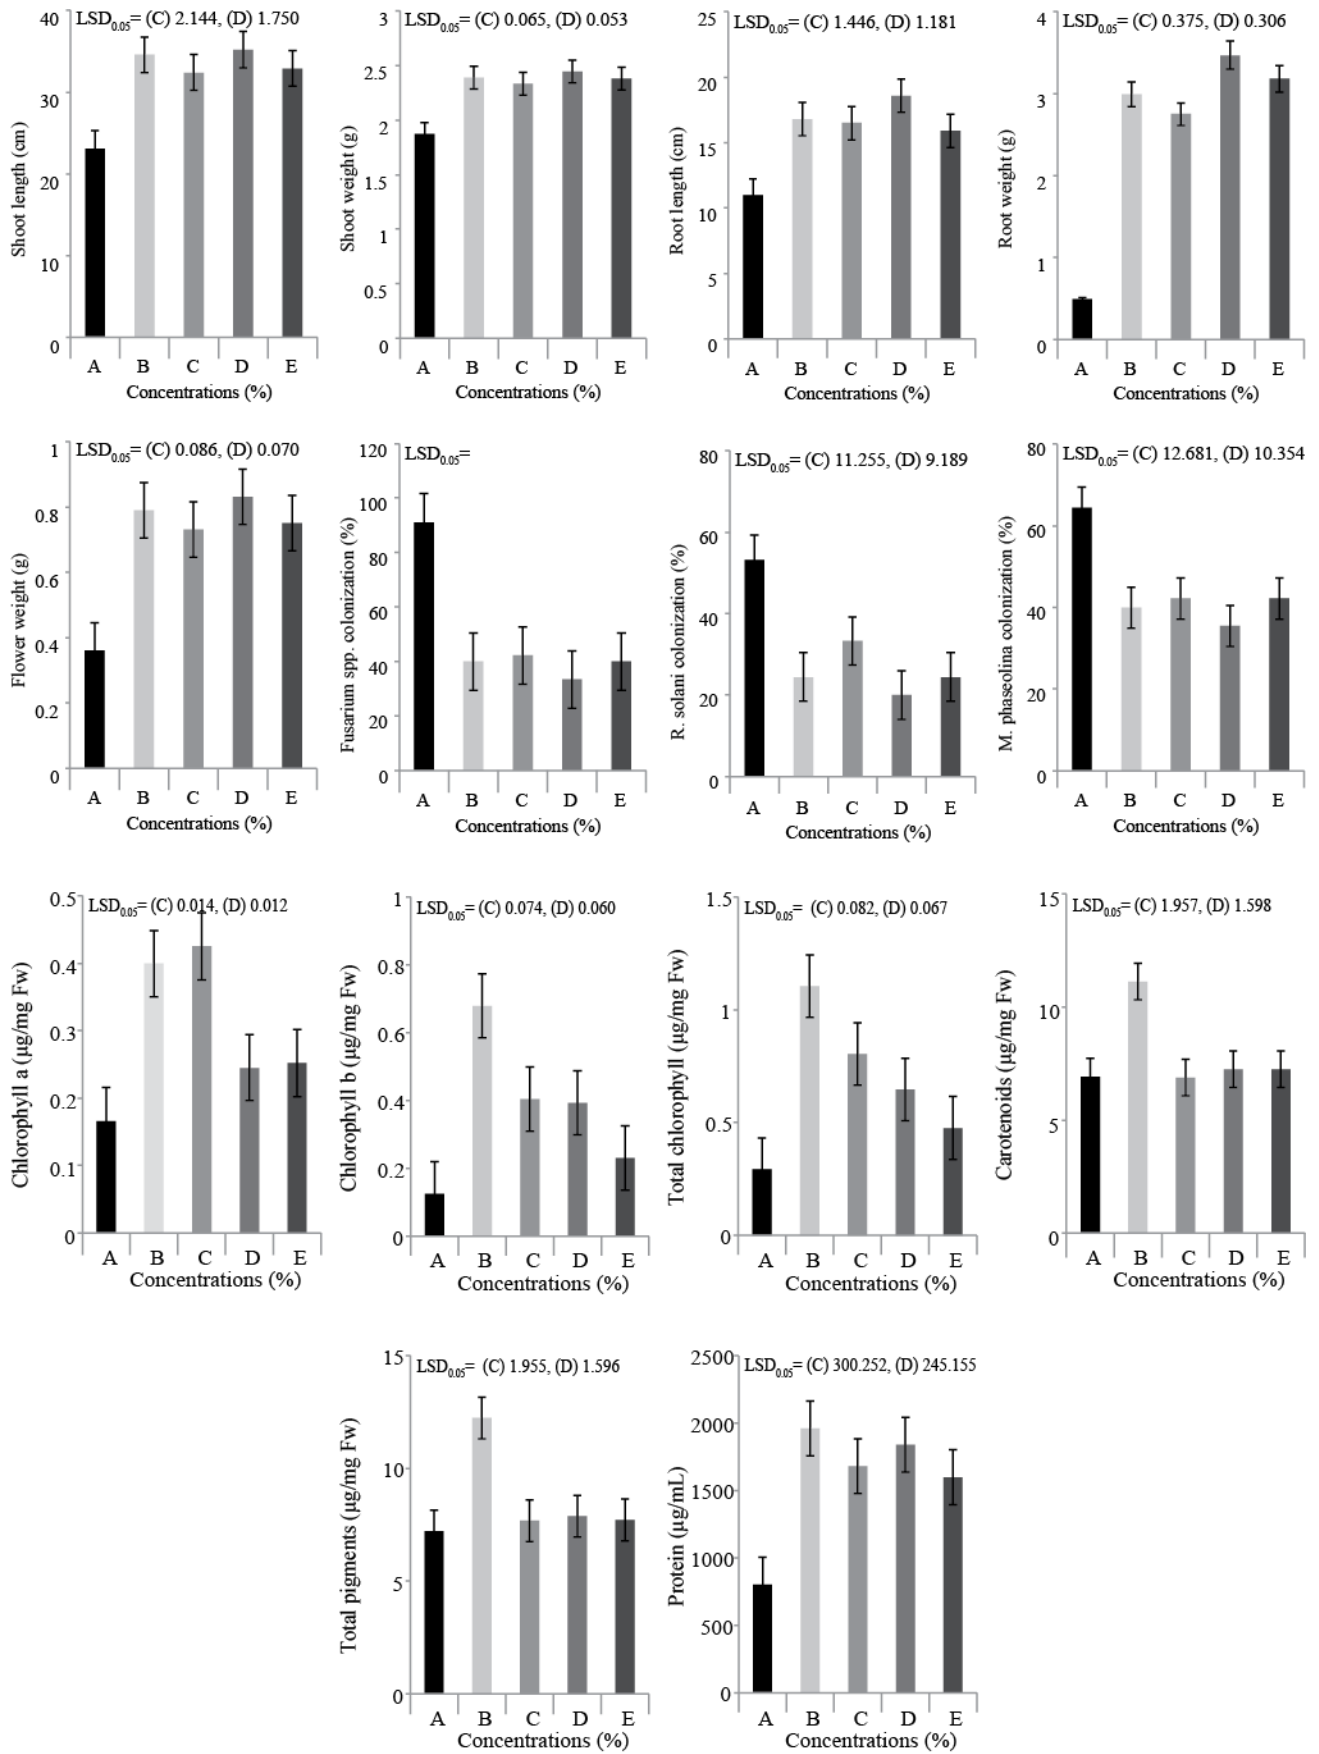 LSD0.05= (C) 2.144, (D) 1.750
Shoot length (cm)
40
30
20
10
0
A B C D E
Concentrations (%)
LSD0.05= (C) 0.065, (D) 0.053
Shoot weight (g)
3
2.5
2
1.5
1
0.5
0
A B C D E
Concentrations (%)
LSD0.05= (C) 1.446, (D) 1.181
Root length (cm)
25
20
15
10
5
0
A B C D E
Concentrations (%)
LSD0.05= (C) 0.375, (D) 0.306
Root weight (g)
4
3
2
1
0
A B C D E
Concentrations (%)
LSD0.05= (C) 0.086, (D) 0.070
Flower weight (g)
1
0.8
0.6
0.4
0.2
0
A B C D E
Concentrations (%)
LSD0.05=
Fusarium spp. colonization (%)
120
100
80
60
40
20
0
A B C D E
Concentrations (%)
LSD0.05= (C) 11.255, (D) 9.189
R. solani colonization (%)
80
60
40
20
0
A B C D E
Concentrations (%)
LSD0.05= (C) 12.681, (D) 10.354
M. phaseolina colonization (%)
80
60
40
20
0
A B C D E
Concentrations (%)
LSD0.05= (C) 0.014, (D) 0.012
Chlorophyll a (µg/mg Fw)
0.5
0.4
0.3
0.2
0.1
0
A B C D E
Concentrations (%)
LSD0.05= (C) 0.074, (D) 0.060
Chlorophyll b (µg/mg Fw)
1
0.8
0.6
0.4
0.2
0
A B C D E
Concentrations (%)
LSD0.05= (C) 0.082, (D) 0.067
Total chlorophyll (µg/mg Fw)
1.5
1
0.5
0
A B C D E
Concentrations (%)
LSD0.05= (C) 1.957, (D) 1.598
Carotenoids (µg/mg Fw)
15
10
5
0
A B C D E
Concentrations (%)
LSD0.05= (C) 1.955, (D) 1.596
Total pigments (µg/mg Fw)
15
10
5
0
A B C D E
Concentrations (%)
LSD0.05= (C) 300.252, (D) 245.155
Protein (µg/mL)
2500
2000
1500
1000
500
0
A B C D E
Concentrations (%)